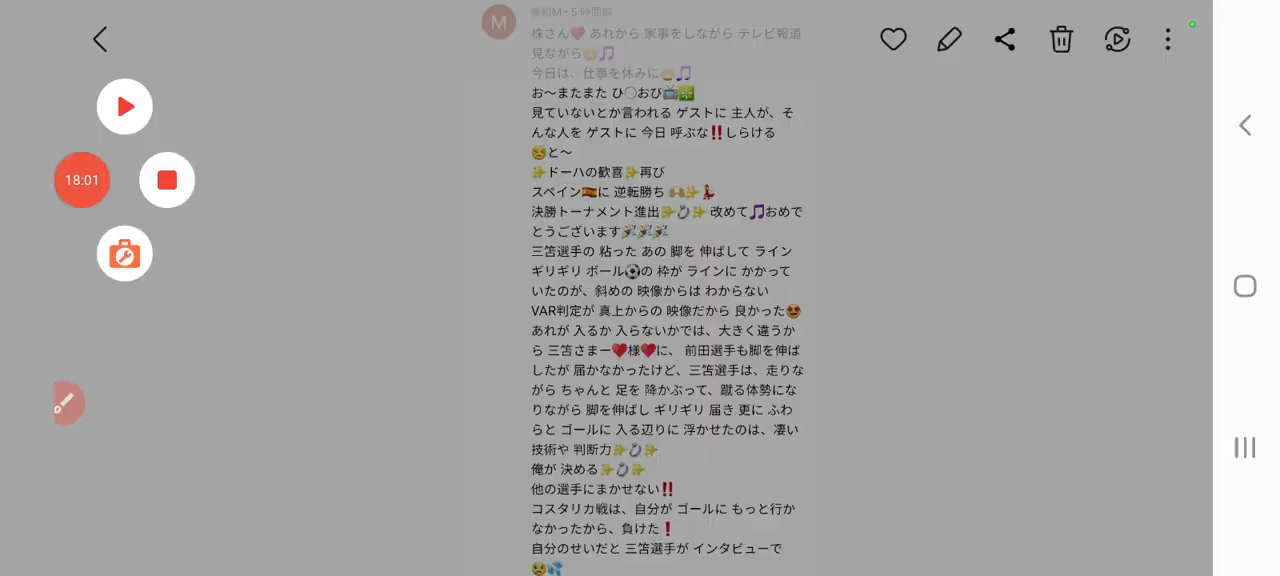 M・5 時間前
M
株さん🩷 あれから 家事をしながら テレビ報道
見ながら😳🎵
今日は、仕事を休みに😳🎵
お〜またまた ひ〇おび📺❇️
見ていないとか言われる ゲストに 主人が、そ
んな人を ゲストに 今日 呼ぶな‼️しらける
😏と〜
✨ドーハの歓喜✨再び
スペイン🇪🇸に 逆転勝ち 🙌✨💃
決勝トーナメント進出✨💍✨ 改めて🎵おめで
とうございます🎉🎉🎉
三笘選手の 粘った あの 脚を 伸ばして ライン
ギリギリ ボール⚽の 枠が ラインに かかって
いたのが、斜めの 映像からは わからない
VAR判定が 真上からの 映像だから 良かった😍
あれが 入るか 入らないかでは、大きく違うか
ら 三笘さまー❤️様❤️に、 前田選手も脚を伸ば
したが 届かなかったけど、三笘選手は、走りな
がら ちゃんと 足を 降かぶって、蹴る体勢にな
りながら 脚を伸ばし ギリギリ 届き 更に ふわ
らと ゴールに 入る辺りに 浮かせたのは、凄い
技術や 判断力✨💍✨
俺が 決める✨💍✨
他の選手にまかせない‼️
コスタリカ戦は、自分が ゴールに もっと行か
なかったから、負けた❗
自分のせいだと 三笘選手が インタビューで
😢💦
18:01